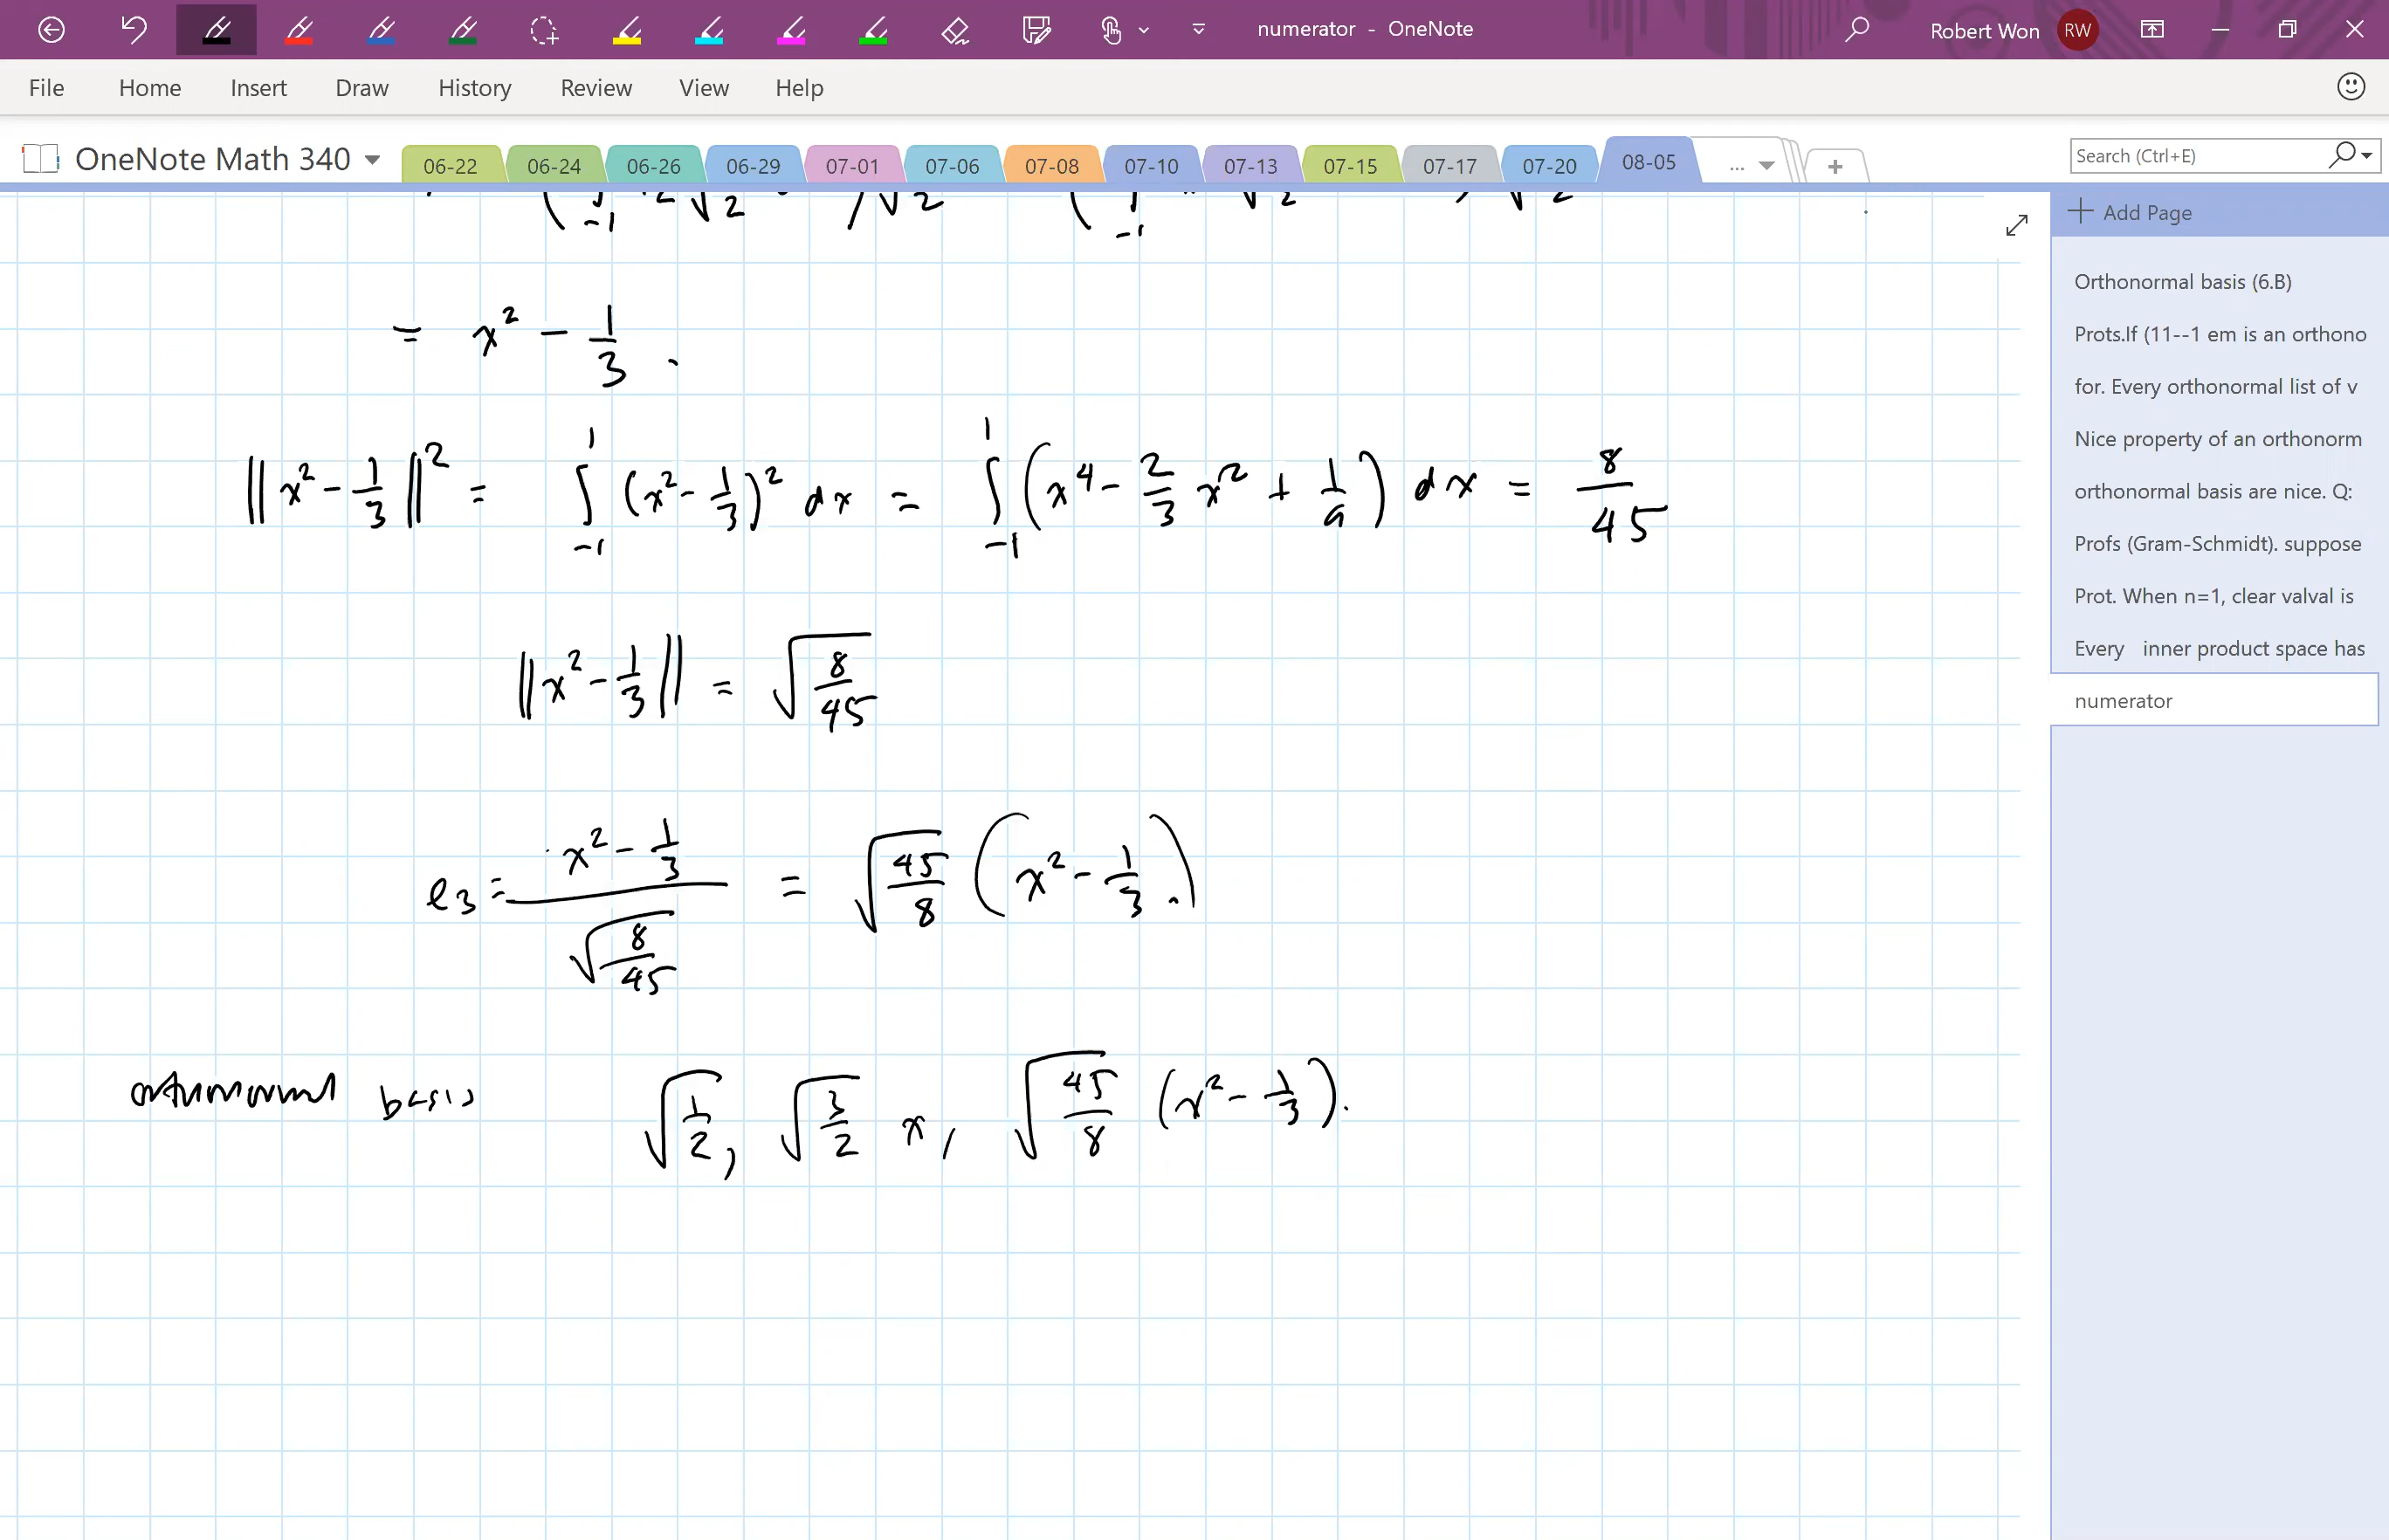 numerator - OneNote
Robert Won RW
File Home Insert Draw History Review View Help
OneNote Math 340 06-22 06-24 06-26 06-29 07-01 07-06 07-08 07-10 07-13 07-15 07-17 07-20 08-05 ... + Search (Ctrl+E)
Add Page
Orthonormal basis (6.B)
Prots.If (11--1 em is an orthono
for. Every orthonormal list of v
Nice property of an orthonorm
orthonormal basis are nice. Q:
Profs (Gram-Schmidt). suppose
Prot. When n=1, clear valval is
Every inner product space has
numerator
= x² - 1/3 .
||x² - 1/3||² = ∫_{-1}^{1} (x² - 1/3)² dx = ∫_{-1}^{1} (x⁴ - 2/3 x² + 1/9) dx = 8/45
||x² - 1/3|| = √(8/45)
e₃ = (x² - 1/3)/√(8/45) = √(45/8) (x² - 1/3.)
orthonormal basis √(1/2), √(3/2) x, √(45/8) (x² - 1/3).